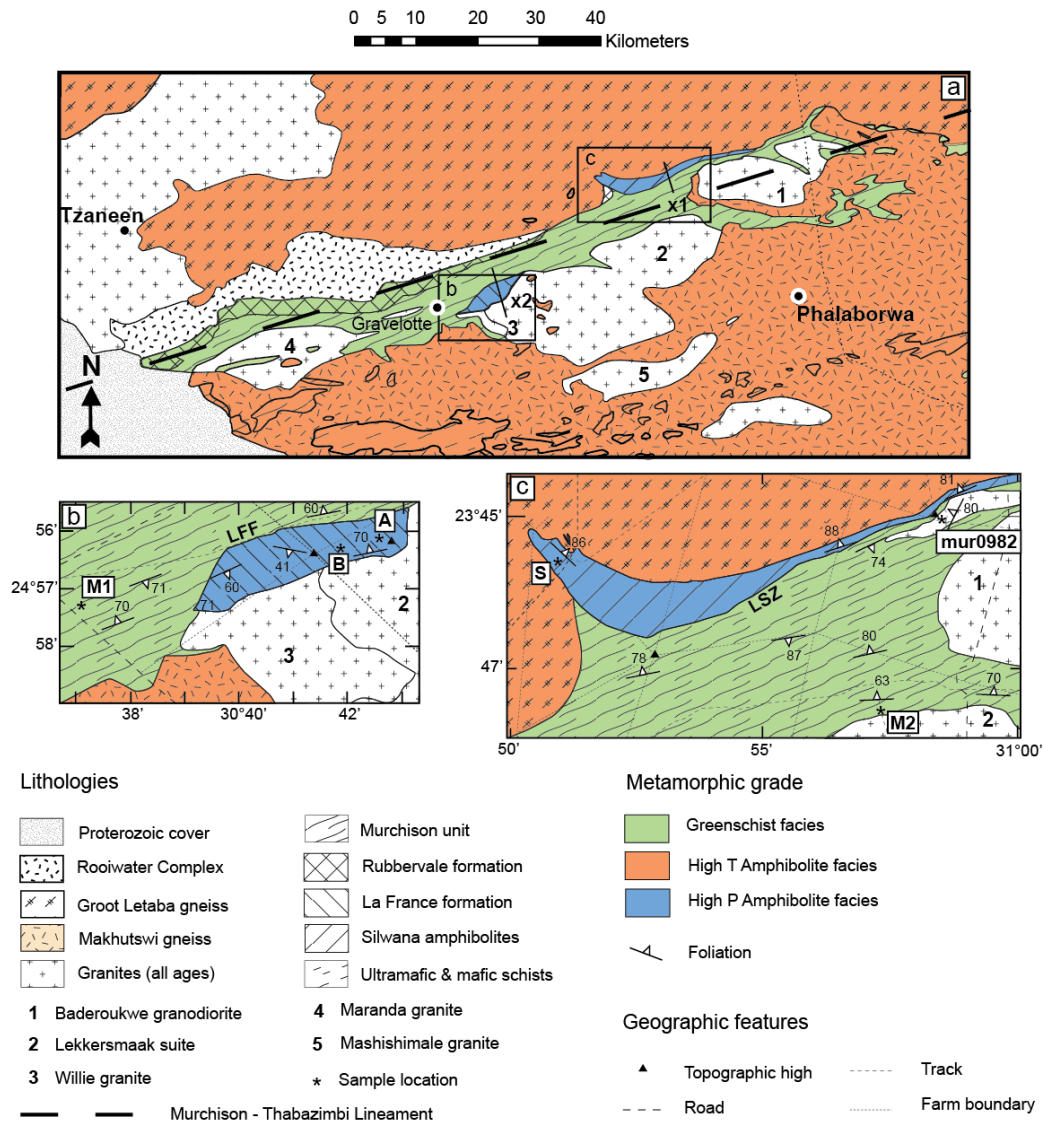 0 5 10 20 30 40
Kilometers
a
c
Tzaneen
x1
1
2
b
x2
Gravelotte
3
Phalaborwa
4
5
N
b
60
A
56'
LFF
70
41
B
M1
60
24°57'
71
70
71
2
58'
3
38' 30°40' 42'
c
81
23°45'
88
80
86
mur0982
S
74
LSZ
1
80
47'
78
87
63
70
M2
2
50' 55' 31°00'
Lithologies
Proterozoic cover
Rooiwater Complex
Groot Letaba gneiss
Makhutswi gneiss
Granites (all ages)
1 Baderoukwe granodiorite
2 Lekkersmaak suite
3 Willie granite
Murchison - Thabazimbi Lineament
Murchison unit
Rubbervale formation
La France formation
Silwana amphibolites
Ultramafic & mafic schists
4 Maranda granite
5 Mashishimale granite
* Sample location
Metamorphic grade
Greenschist facies
High T Amphibolite facies
High P Amphibolite facies
Foliation
Geographic features
Topographic high
Road
Track
Farm boundary